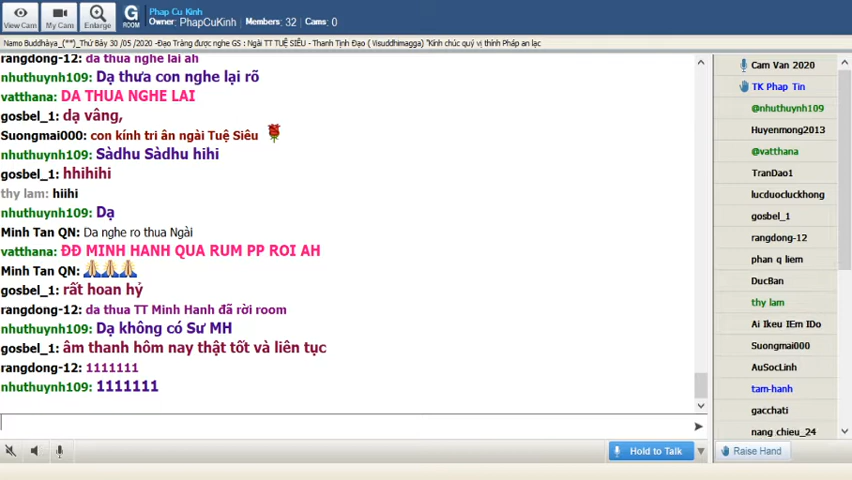 View Cam
My Cam
Enlarge
G
ROOM
Phap Cu Kinh
Owner: PhapCuKinh Members: 32 Cams: 0
Namo Buddhàya_(**)_Thứ Bảy 30 /05 /2020 -Đạo Tràng được nghe GS : Ngài TT TUỆ SIÊU - Thanh Tịnh Đạo ( Visuddhimagga) "Kính chúc quý vị thính Pháp an lạc
rangdong-12: da thua nghe lai ah
nhuthuynh109: Dạ thưa con nghe lại rõ
vatthana: DA THUA NGHE LAI
gosbel_1: dạ vâng,
Suongmai000: con kính tri ân ngài Tuệ Siêu
nhuthuynh109: Sàdhu Sàdhu hihi
gosbel_1: hhihihi
thy lam: hiihi
nhuthuynh109: Dạ
Minh Tan QN: Da nghe ro thua Ngài
vatthana: ĐĐ MINH HANH QUA RUM PP ROI AH
Minh Tan QN: 🙏🙏🙏
gosbel_1: rất hoan hỷ
rangdong-12: da thua TT Minh Hanh đã rời room
nhuthuynh109: Dạ không có Sư MH
gosbel_1: âm thanh hôm nay thật tốt và liên tục
rangdong-12: 1111111
nhuthuynh109: 1111111
Hold to Talk
Cam Van 2020
TK Phap Tin
@nhuthuynh109
Huyenmong2013
@vatthana
TranDao1
lucduocluckhong
gosbel_1
rangdong-12
phan q liem
DucBan
thy lam
Ai Ikeu IEm IDo
Suongmai000
AuSocLinh
tam-hanh
gacchati
nang chieu_24
Raise Hand